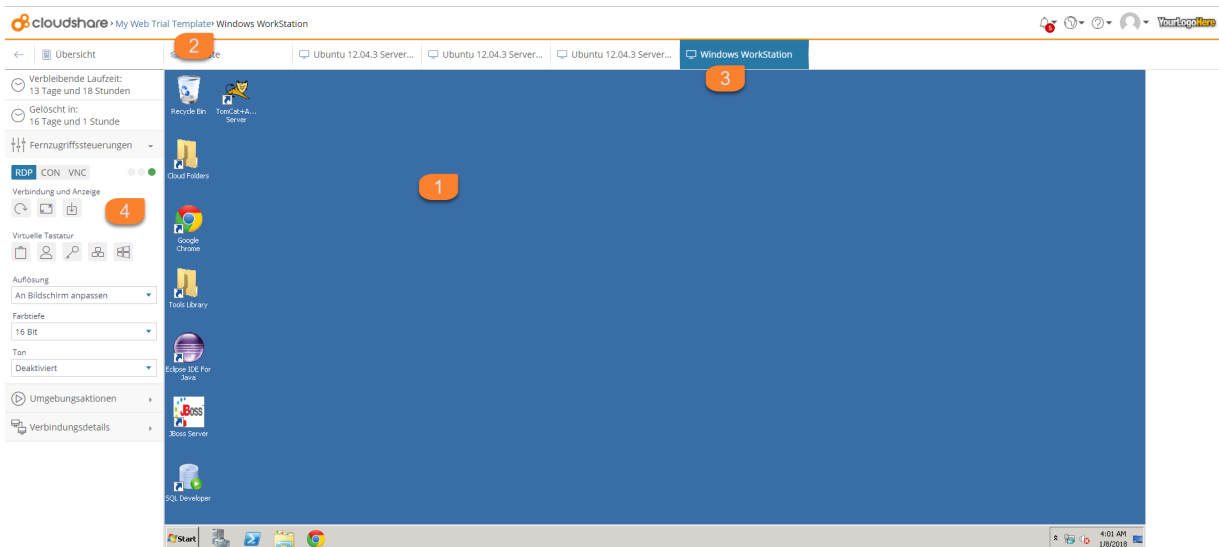 cloudshare › My Web Trial Template › Windows WorkStation
6
YourLogoHere
Übersicht
2
Ubuntu 12.04.3 Server...
Ubuntu 12.04.3 Server...
Ubuntu 12.04.3 Server...
Windows WorkStation
3
Verbleibende Laufzeit:
13 Tage und 18 Stunden
Gelöscht in:
16 Tage und 1 Stunde
Fernzugriffssteuerungen
RDP CON VNC
Verbindung und Anzeige
4
Virtuelle Tastatur
Auflösung
An Bildschirm anpassen
Farbtiefe
16 Bit
Ton
Deaktiviert
Umgebungsaktionen
Verbindungsdetails
Recycle Bin
TomCat+A...
Server
Cloud Folders
1
Google
Chrome
Tools Library
Eclipse IDE For
Java
JBoss
JBoss Server
SQL Developer
Start
4:01 AM
1/8/2018